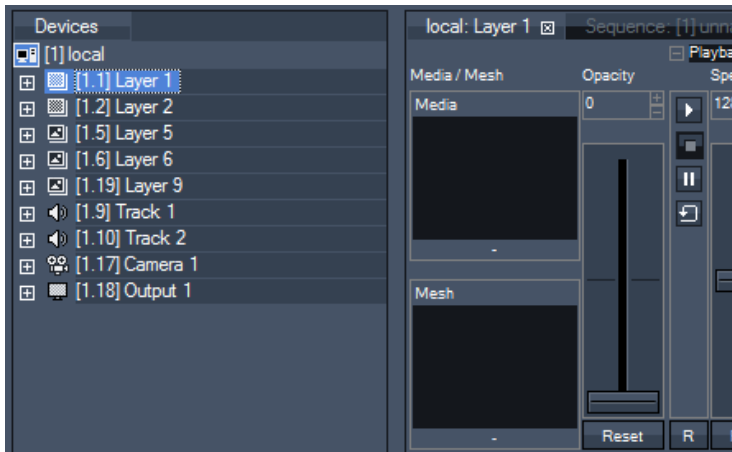 Devices
[1] local
[1.1] Layer 1
[1.2] Layer 2
[1.5] Layer 5
[1.6] Layer 6
[1.19] Layer 9
[1.9] Track 1
[1.10] Track 2
[1.17] Camera 1
[1.18] Output 1
local: Layer 1
Sequence: [1]
Media / Mesh
Opacity
Media
0
-
Mesh
-
Reset
R